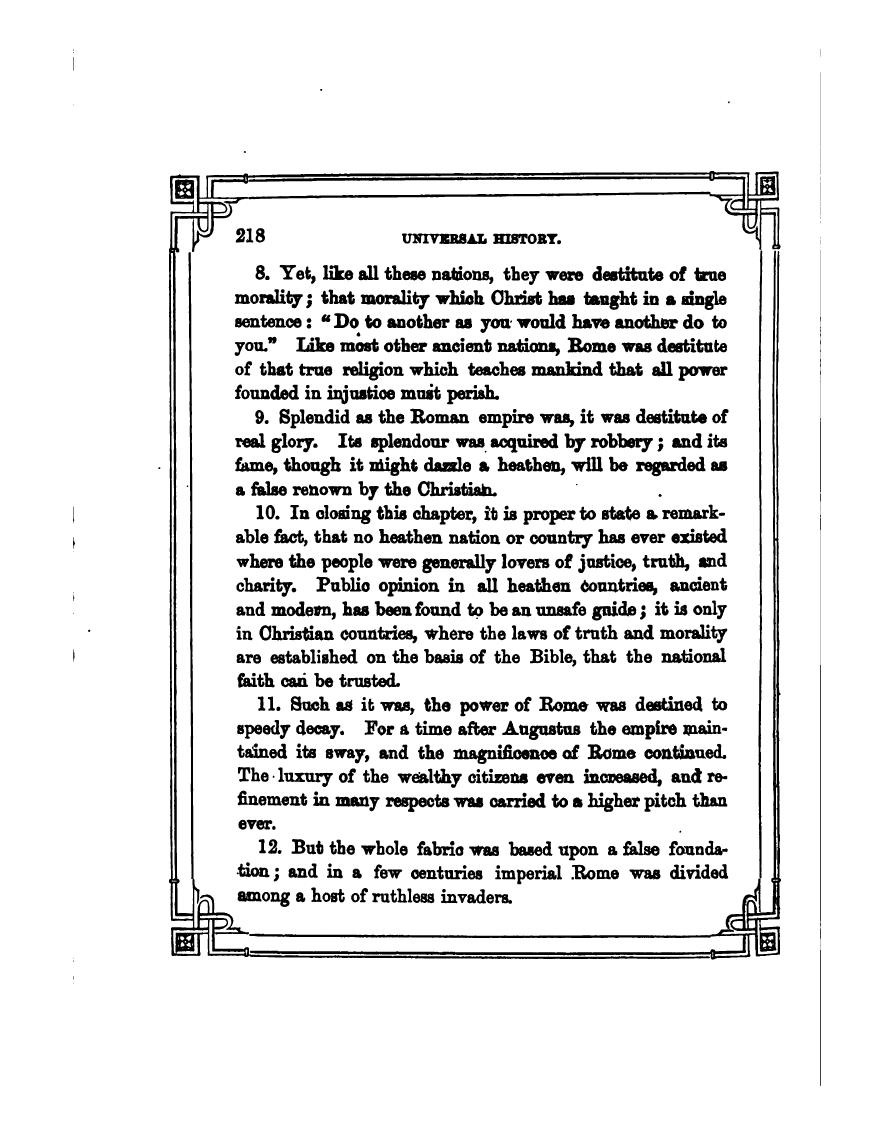 218 UNIVERSAL HISTORY.
8. Yet, like all these nations, they were destitute of true
morality; that morality which Christ has taught in a single
sentence: "Do to another as you would have another do to
you." Like most other ancient nations, Rome was destitute
of that true religion which teaches mankind that all power
founded in injustice must perish.
9. Splendid as the Roman empire was, it was destitute of
real glory. Its splendour was acquired by robbery; and its
fame, though it might dazzle a heathen, will be regarded as
a false renown by the Christian.
10. In closing this chapter, it is proper to state a remark-
able fact, that no heathen nation or country has ever existed
where the people were generally lovers of justice, truth, and
charity. Public opinion in all heathen countries, ancient
and modern, has been found to be an unsafe guide; it is only
in Christian countries, where the laws of truth and morality
are established on the basis of the Bible, that the national
faith can be trusted.
11. Such as it was, the power of Rome was destined to
speedy decay. For a time after Augustus the empire main-
tained its sway, and the magnificence of Rome continued.
The luxury of the wealthy citizens even increased, and re-
finement in many respects was carried to a higher pitch than
ever.
12. But the whole fabric was based upon a false founda-
tion; and in a few centuries imperial Rome was divided
among a host of ruthless invaders.